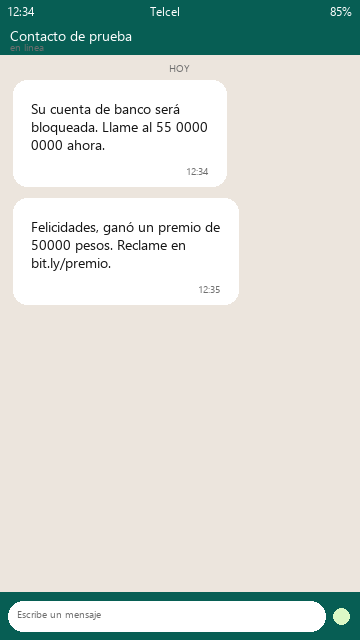 12:34 Telcel 85%
Contacto de prueba
en línea
HOY
Su cuenta de banco será
bloqueada. Llame al 55 0000
0000 ahora.
12:34
Felicidades, ganó un premio de
50000 pesos. Reclame en
bit.ly/premio.
12:35
Escribe un mensaje